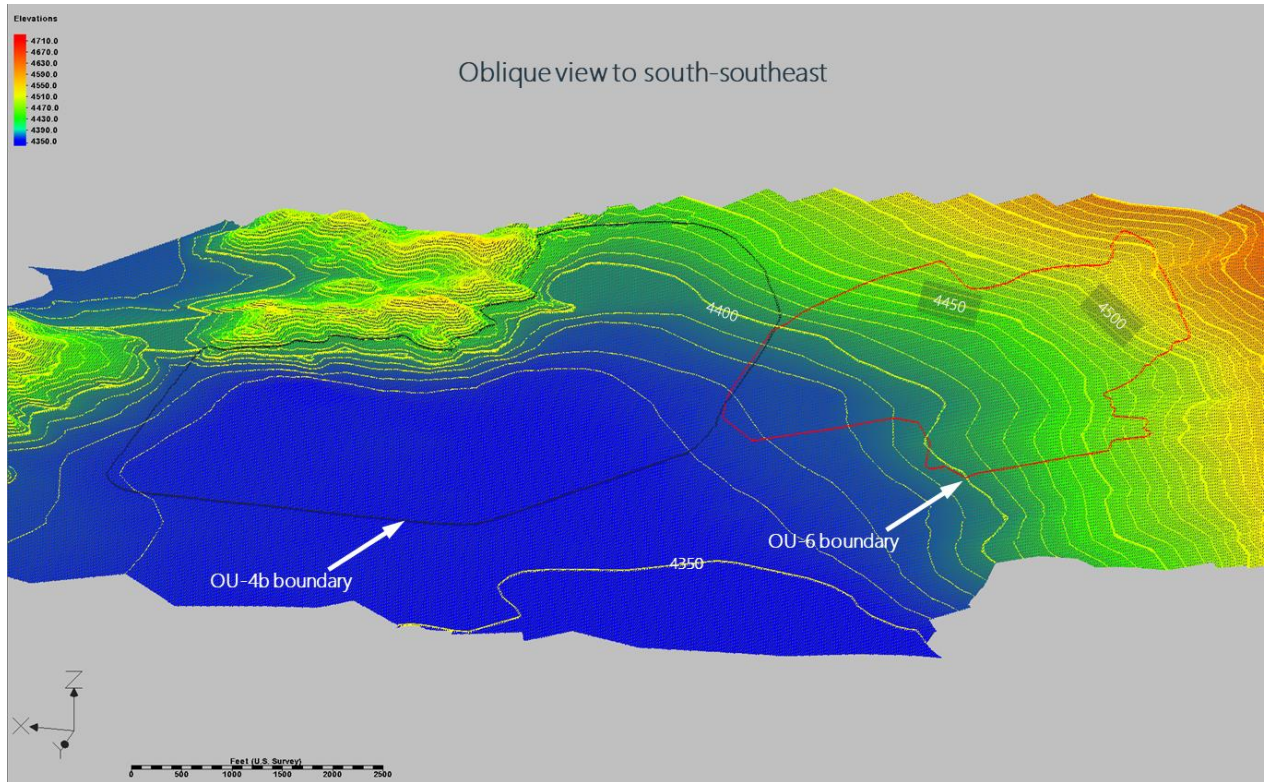 Elevations
4710.0
4670.0
4630.0
4590.0
4550.0
4510.0
4470.0
4430.0
4390.0
4350.0
Oblique view to south-southeast
4400
4450
4500
OU-6 boundary
4350
OU-4b boundary
Z
X
Y
Feet (U.S. Survey)
0 500 1000 1500 2000 2500